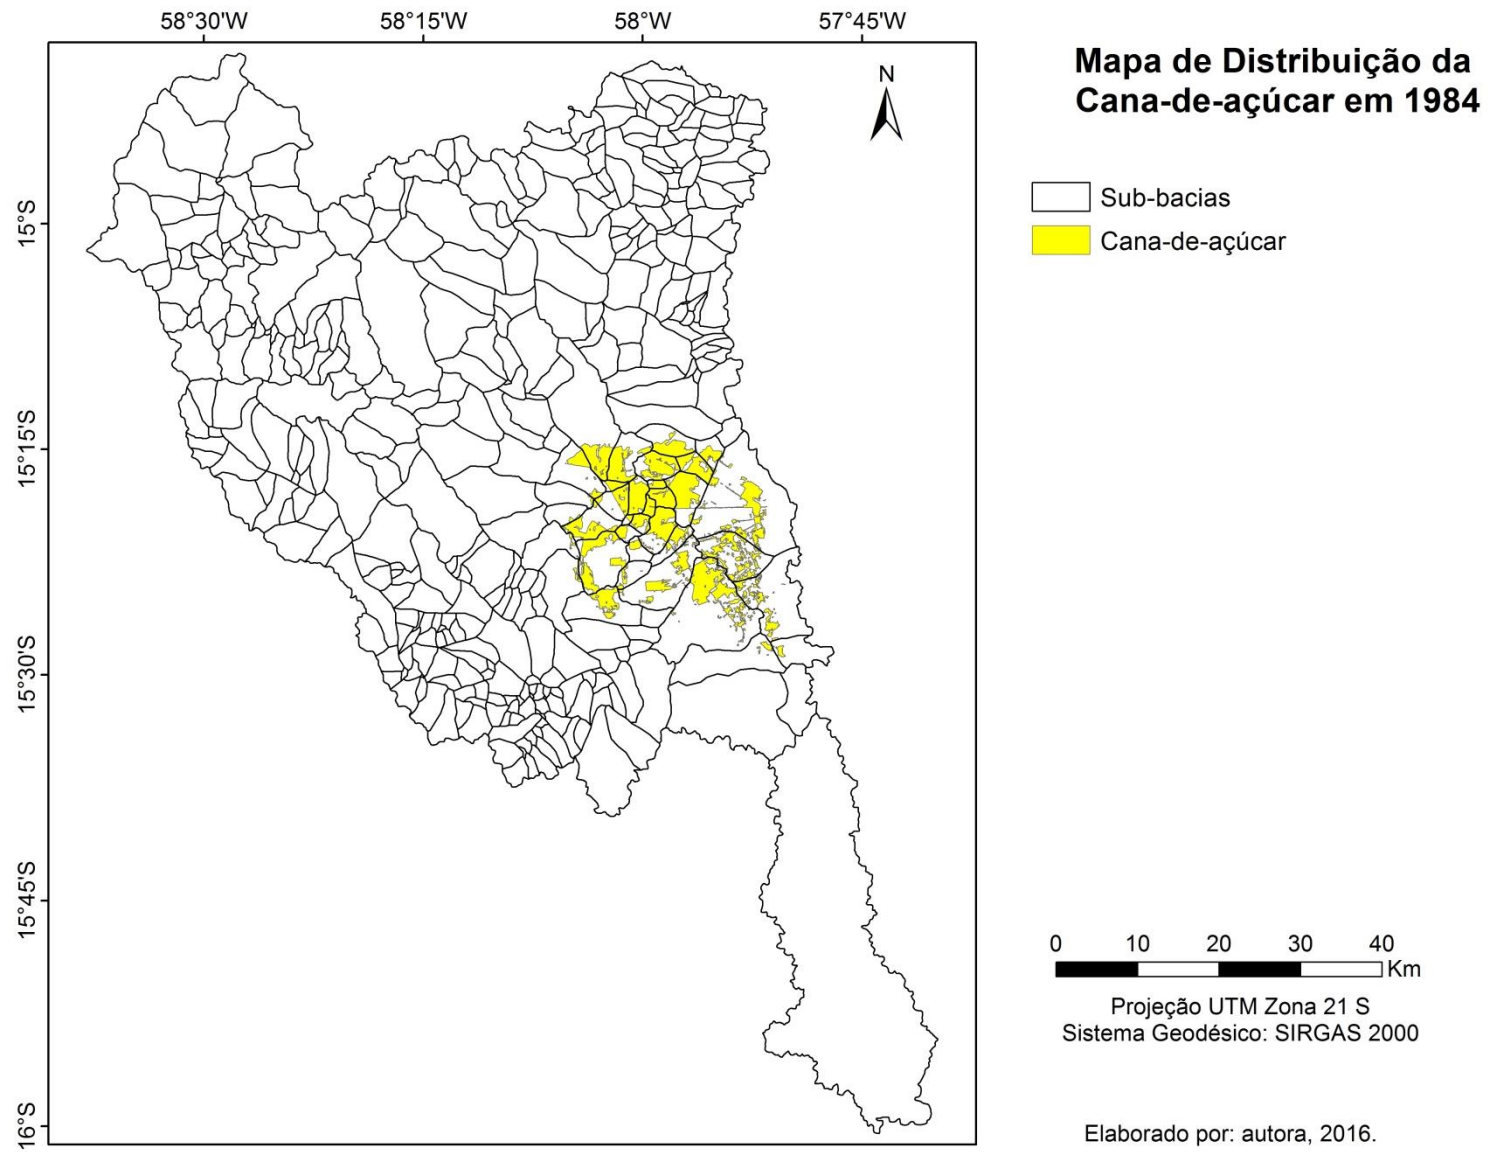 58°30'W 58°15'W 58°W 57°45'W
Mapa de Distribuição da
Cana-de-açúcar em 1984
N
Sub-bacias
Cana-de-açúcar
15°S
15°15'S
15°30'S
15°45'S
16°S
0 10 20 30 40
Km
Projeção UTM Zona 21 S
Sistema Geodésico: SIRGAS 2000
Elaborado por: autora, 2016.